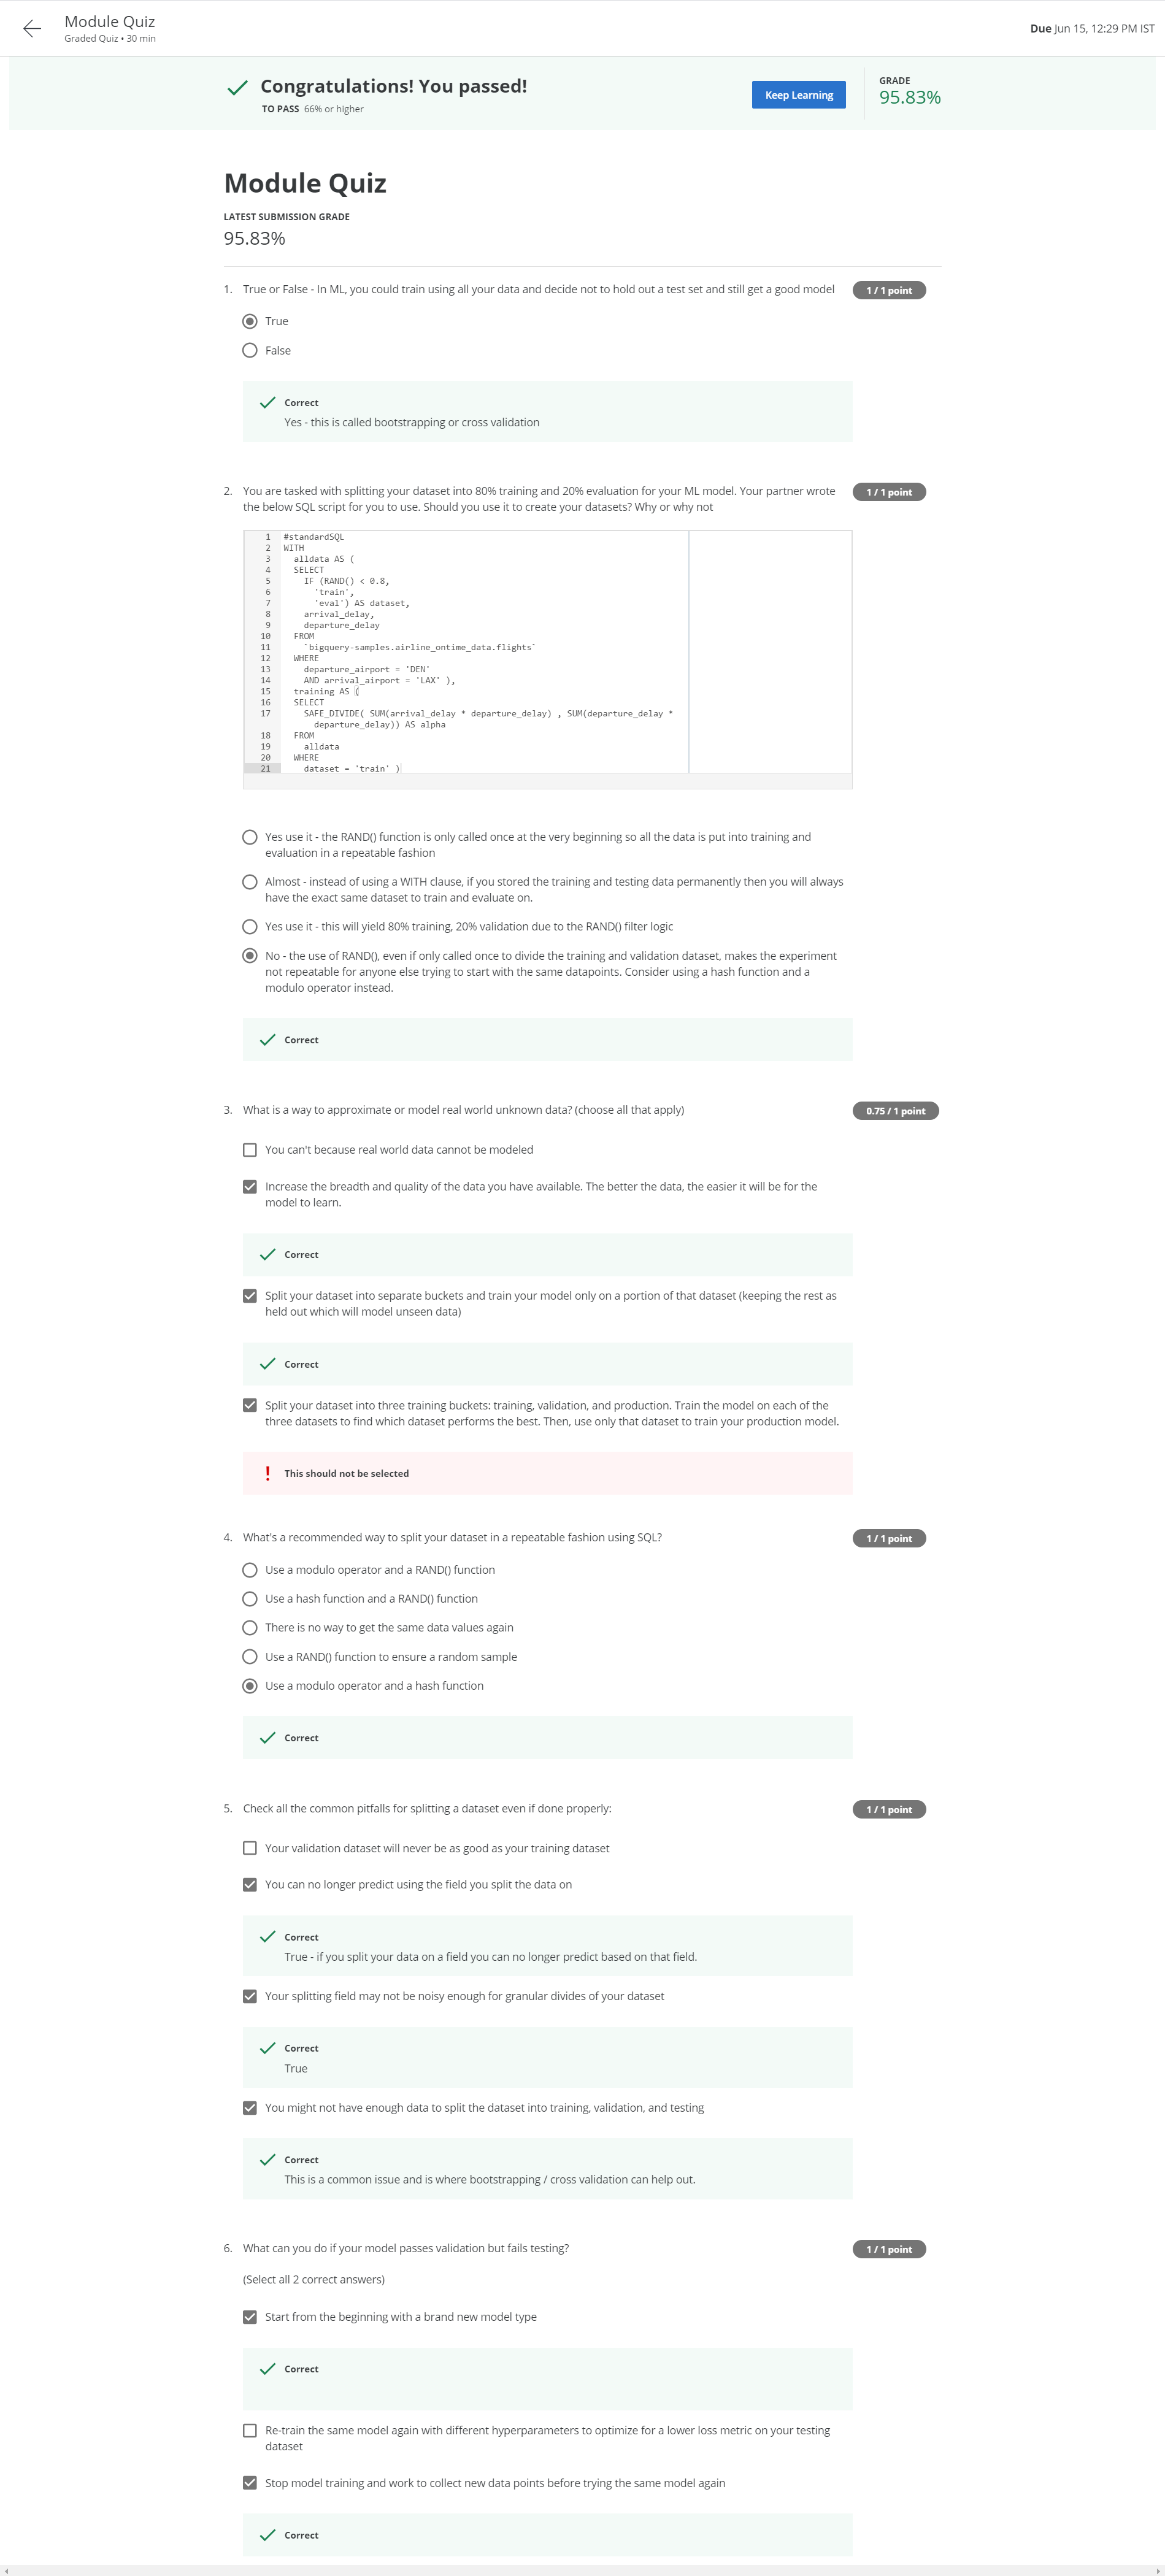 Module Quiz
Graded Quiz • 30 min
Due Jun 15, 12:29 PM IST
Congratulations! You passed!
TO PASS 66% or higher
Keep Learning
GRADE
95.83%
Module Quiz
LATEST SUBMISSION GRADE
95.83%
1. True or False - In ML, you could train using all your data and decide not to hold out a test set and still get a good model
1 / 1 point
True
False
Correct
Yes - this is called bootstrapping or cross validation
2. You are tasked with splitting your dataset into 80% training and 20% evaluation for your ML model. Your partner wrote
the below SQL script for you to use. Should you use it to create your datasets? Why or why not
1 / 1 point
1 #standardSQL
2 WITH
3 alldata AS (
4 SELECT
5 IF (RAND() < 0.8,
6 'train',
7 'eval') AS dataset,
8 arrival_delay,
9 departure_delay
10 FROM
11 `bigquery-samples.airline_ontime_data.flights`
12 WHERE
13 departure_airport = 'DEN'
14 AND arrival_airport = 'LAX' ),
15 training AS (
16 SELECT
17 SAFE_DIVIDE( SUM(arrival_delay * departure_delay) , SUM(departure_delay *
departure_delay)) AS alpha
18 FROM
19 alldata
20 WHERE
21 dataset = 'train' )
Yes use it - the RAND() function is only called once at the very beginning so all the data is put into training and
evaluation in a repeatable fashion
Almost - instead of using a WITH clause, if you stored the training and testing data permanently then you will always
have the exact same dataset to train and evaluate on.
Yes use it - this will yield 80% training, 20% validation due to the RAND() filter logic
No - the use of RAND(), even if only called once to divide the training and validation dataset, makes the experiment
not repeatable for anyone else trying to start with the same datapoints. Consider using a hash function and a
modulo operator instead.
Correct
3. What is a way to approximate or model real world unknown data? (choose all that apply)
0.75 / 1 point
You can't because real world data cannot be modeled
Increase the breadth and quality of the data you have available. The better the data, the easier it will be for the
model to learn.
Correct
Split your dataset into separate buckets and train your model only on a portion of that dataset (keeping the rest as
held out which will model unseen data)
Correct
Split your dataset into three training buckets: training, validation, and production. Train the model on each of the
three datasets to find which dataset performs the best. Then, use only that dataset to train your production model.
! This should not be selected
4. What's a recommended way to split your dataset in a repeatable fashion using SQL?
1 / 1 point
Use a modulo operator and a RAND() function
Use a hash function and a RAND() function
There is no way to get the same data values again
Use a RAND() function to ensure a random sample
Use a modulo operator and a hash function
Correct
5. Check all the common pitfalls for splitting a dataset even if done properly:
1 / 1 point
Your validation dataset will never be as good as your training dataset
You can no longer predict using the field you split the data on
Correct
True - if you split your data on a field you can no longer predict based on that field.
Your splitting field may not be noisy enough for granular divides of your dataset
Correct
True
You might not have enough data to split the dataset into training, validation, and testing
Correct
This is a common issue and is where bootstrapping / cross validation can help out.
6. What can you do if your model passes validation but fails testing?
1 / 1 point
(Select all 2 correct answers)
Start from the beginning with a brand new model type
Correct
Re-train the same model again with different hyperparameters to optimize for a lower loss metric on your testing
dataset
Stop model training and work to collect new data points before trying the same model again
Correct